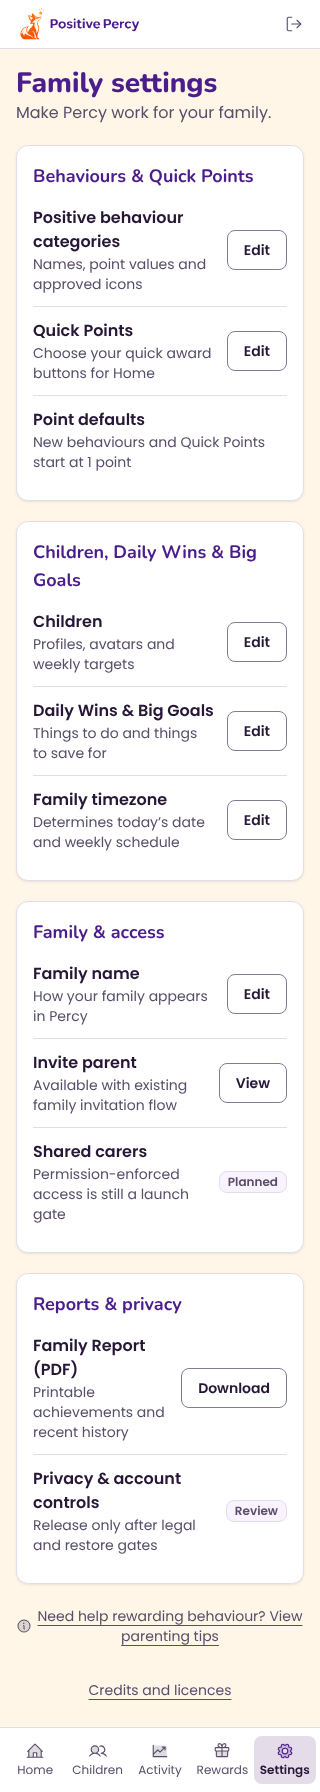 Positive Percy
Family settings
Make Percy work for your family.
Behaviours & Quick Points
Positive behaviour
categories
Names, point values and
approved icons
Edit
Quick Points
Choose your quick award
buttons for Home
Edit
Point defaults
New behaviours and Quick Points
start at 1 point
Children, Daily Wins & Big
Goals
Children
Profiles, avatars and
weekly targets
Edit
Daily Wins & Big Goals
Things to do and things
to save for
Edit
Family timezone
Determines today’s date
and weekly schedule
Edit
Family & access
Family name
How your family appears
in Percy
Edit
Invite parent
Available with existing
family invitation flow
View
Shared carers
Permission-enforced
access is still a launch
gate
Planned
Reports & privacy
Family Report
(PDF)
Printable
achievements and
recent history
Download
Privacy & account
controls
Release only after legal
and restore gates
Review
Need help rewarding behaviour? View
parenting tips
Credits and licences
Home
Children
Activity
Rewards
Settings